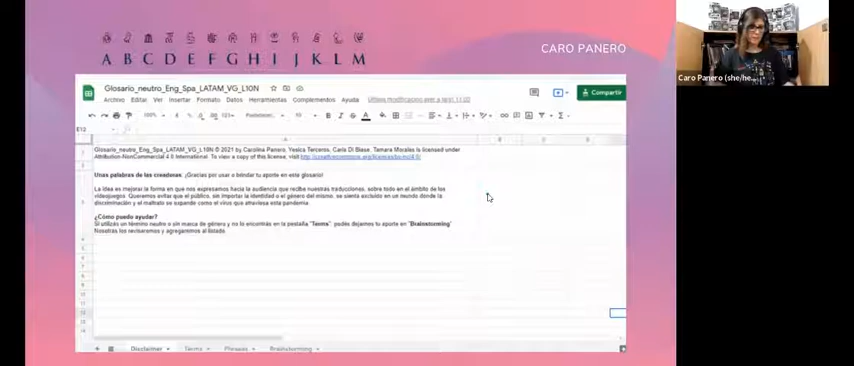 CARO PANERO
Caro Panero (she/he...
A B C D E F G H I J K L M
Glosario_neutro_Eng_Spa_LATAM_VG_L10N
Archivo Editar Ver Insertar Formato Datos Herramientas Complementos Ayuda
Compartir
E12
Glosario_neutro_Eng_Spa_LATAM_VG_L10N © 2021 by Carolina Panero, Yesica Terceros, Carla Di Biase, Tamara Morales is licensed under
Attribution-NonCommercial 4.0 International. To view a copy of this license, visit
Unas palabras de las creadoras: ¡Gracias por usar o brindar tu aporte en este glosario!
La idea es mejorar la forma en que nos expresamos hacia la audiencia que recibe nuestras traducciones, sobre todo en el ámbito de los
videojuegos. Queremos evitar que el público, sin importar la identidad o el género del mismo, se sienta excluido en un mundo donde la
discriminación y el maltrato se expande como el virus que atraviesa esta pandemia.
¿Cómo puedo ayudar?
Si utilizás un término neutro o sin marca de género y no lo encontrás en la pestaña "Terms", podés dejarnos tu aporte en "Brainstorming"
Nosotras los revisaremos y agregaremos al listado.
Disclaimer Terms Phrases Brainstorming